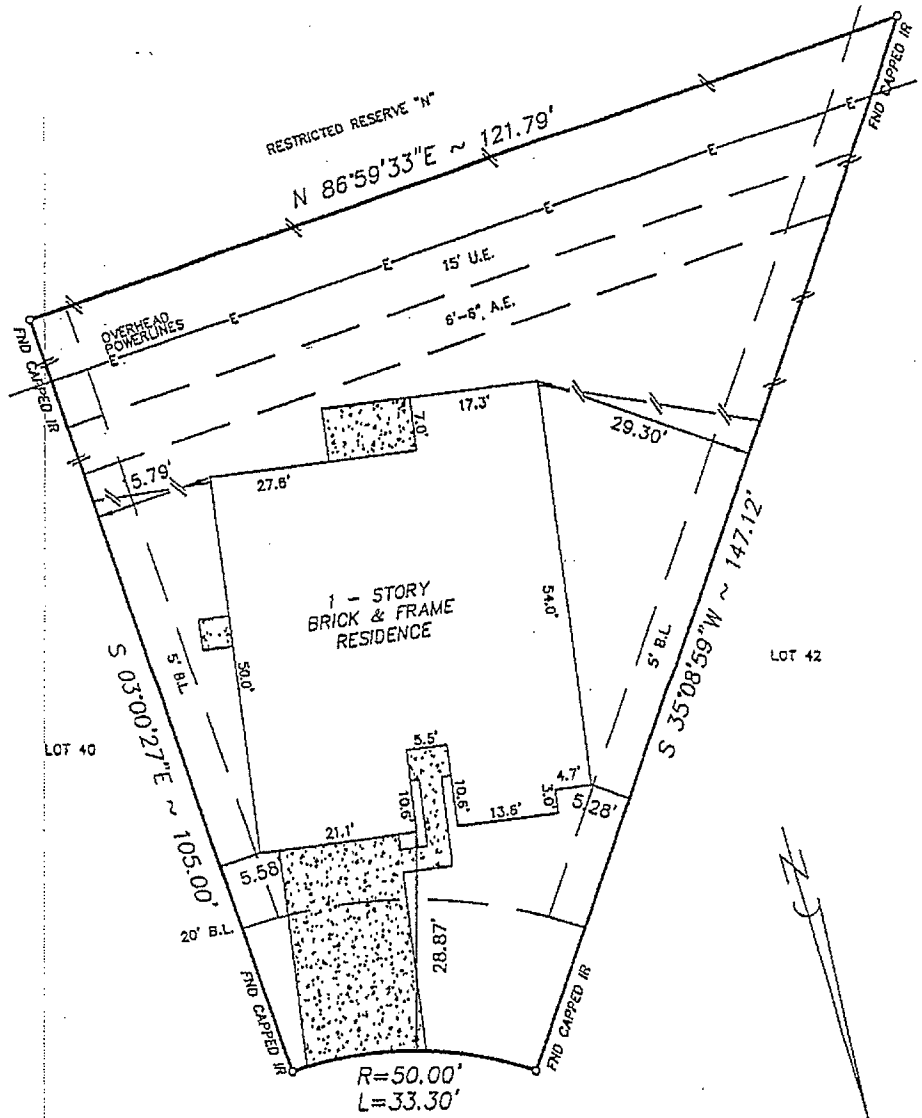 FND CAPPED IR
RESTRICTED RESERVE "N"
N 86°59'33"E ~ 121.79'
E
E
E
E
E
15' U.E.
6'-6" A.E.
OVERHEAD
POWERLINES
FND CAPPED IR
17.3'
7.0'
29.30'
5.79'
27.6'
1 - STORY
BRICK & FRAME
RESIDENCE
54.0'
50.0'
5' B.L.
5' B.L.
S 35°08'59"W ~ 147.12'
LOT 42
S 03°00'27"E ~ 105.00'
LOT 40
5.5'
10.6'
10.6'
4.7'
3.0'
13.8'
5.28'
21.1'
5.58
20' B.L.
28.87
FND CAPPED IR
FND CAPPED IR
R=50.00'
L=33.30'
N